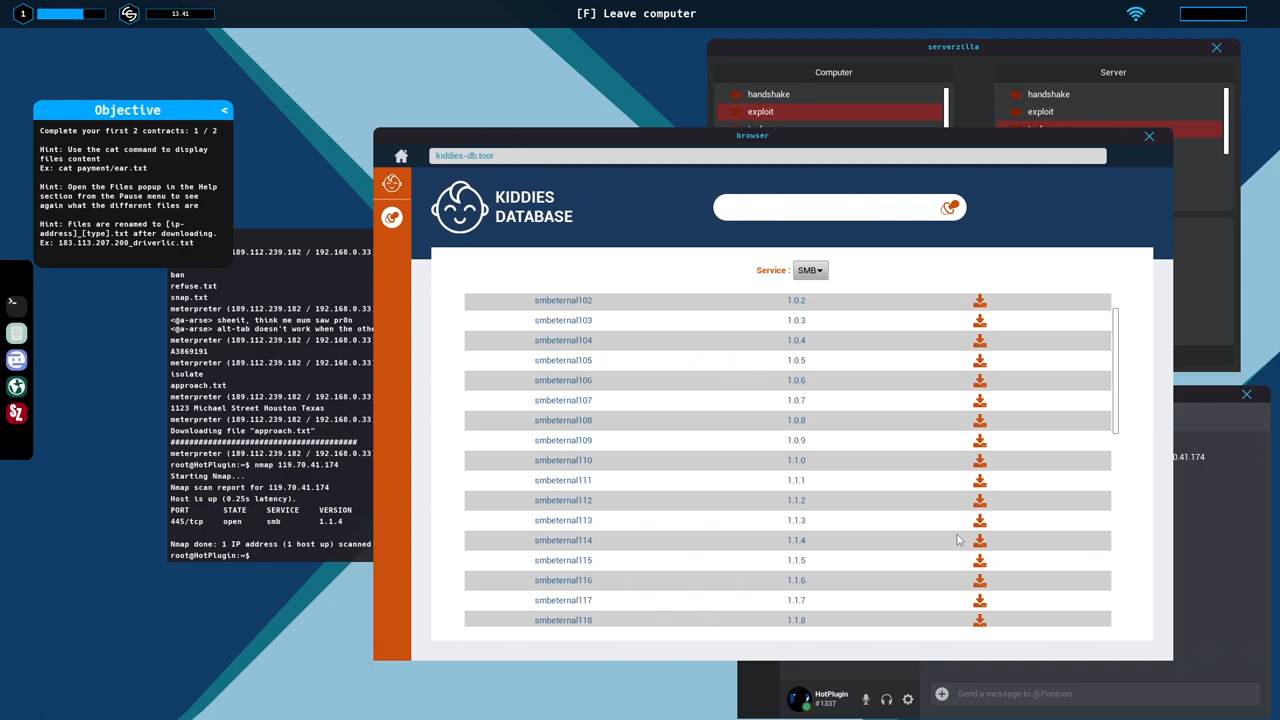 1
13.41
[F] Leave computer
Objective
<
Complete your first 2 contracts: 1 / 2
Hint: Use the cat command to display
files content
Ex: cat payment/ear.txt
Hint: Open the Files popup in the Help
section from the Pause menu to see
again what the different files are
Hint: Files are renamed to [ip-
address]_[type].txt after downloading.
Ex: 183.113.207.200_driverlic.txt
serverzilla
Computer
Server
handshake
exploit
handshake
exploit
browser
kiddies-db.toor
KIDDIES
DATABASE
Service :
SMB
smbeternal102
1.0.2
smbeternal103
1.0.3
smbeternal104
1.0.4
smbeternal105
1.0.5
smbeternal106
1.0.6
smbeternal107
1.0.7
smbeternal108
1.0.8
smbeternal109
1.0.9
smbeternal110
1.1.0
smbeternal111
1.1.1
smbeternal112
1.1.2
smbeternal113
1.1.3
smbeternal114
1.1.4
smbeternal115
1.1.5
smbeternal116
1.1.6
smbeternal117
1.1.7
smbeternal118
1.1.8
189.112.239.182 / 192.168.0.33
ban
refuse.txt
snap.txt
meterpreter (189.112.239.182 / 192.168.0.33
<@a-arse> sheeit, think me mum saw pr0n
<@a-arse> alt-tab doesn't work when the othe
meterpreter (189.112.239.182 / 192.168.0.33
A3869191
meterpreter (189.112.239.182 / 192.168.0.33
isolate
approach.txt
meterpreter (189.112.239.182 / 192.168.0.33
1123 Michael Street Houston Texas
meterpreter (189.112.239.182 / 192.168.0.33
Downloading file "approach.txt"
#######################################
meterpreter (189.112.239.182 / 192.168.0.33
root@HotPlugin:~$ nmap 119.70.41.174
Starting Nmap...
Nmap scan report for 119.70.41.174
Host is up (0.25s latency).
PORT STATE SERVICE VERSION
445/tcp open smb 1.1.4
Nmap done: 1 IP address (1 host up) scanned
root@HotPlugin:~$
0.41.174
HotPlugin
#1337
Send a message to @Pontoon
SZ